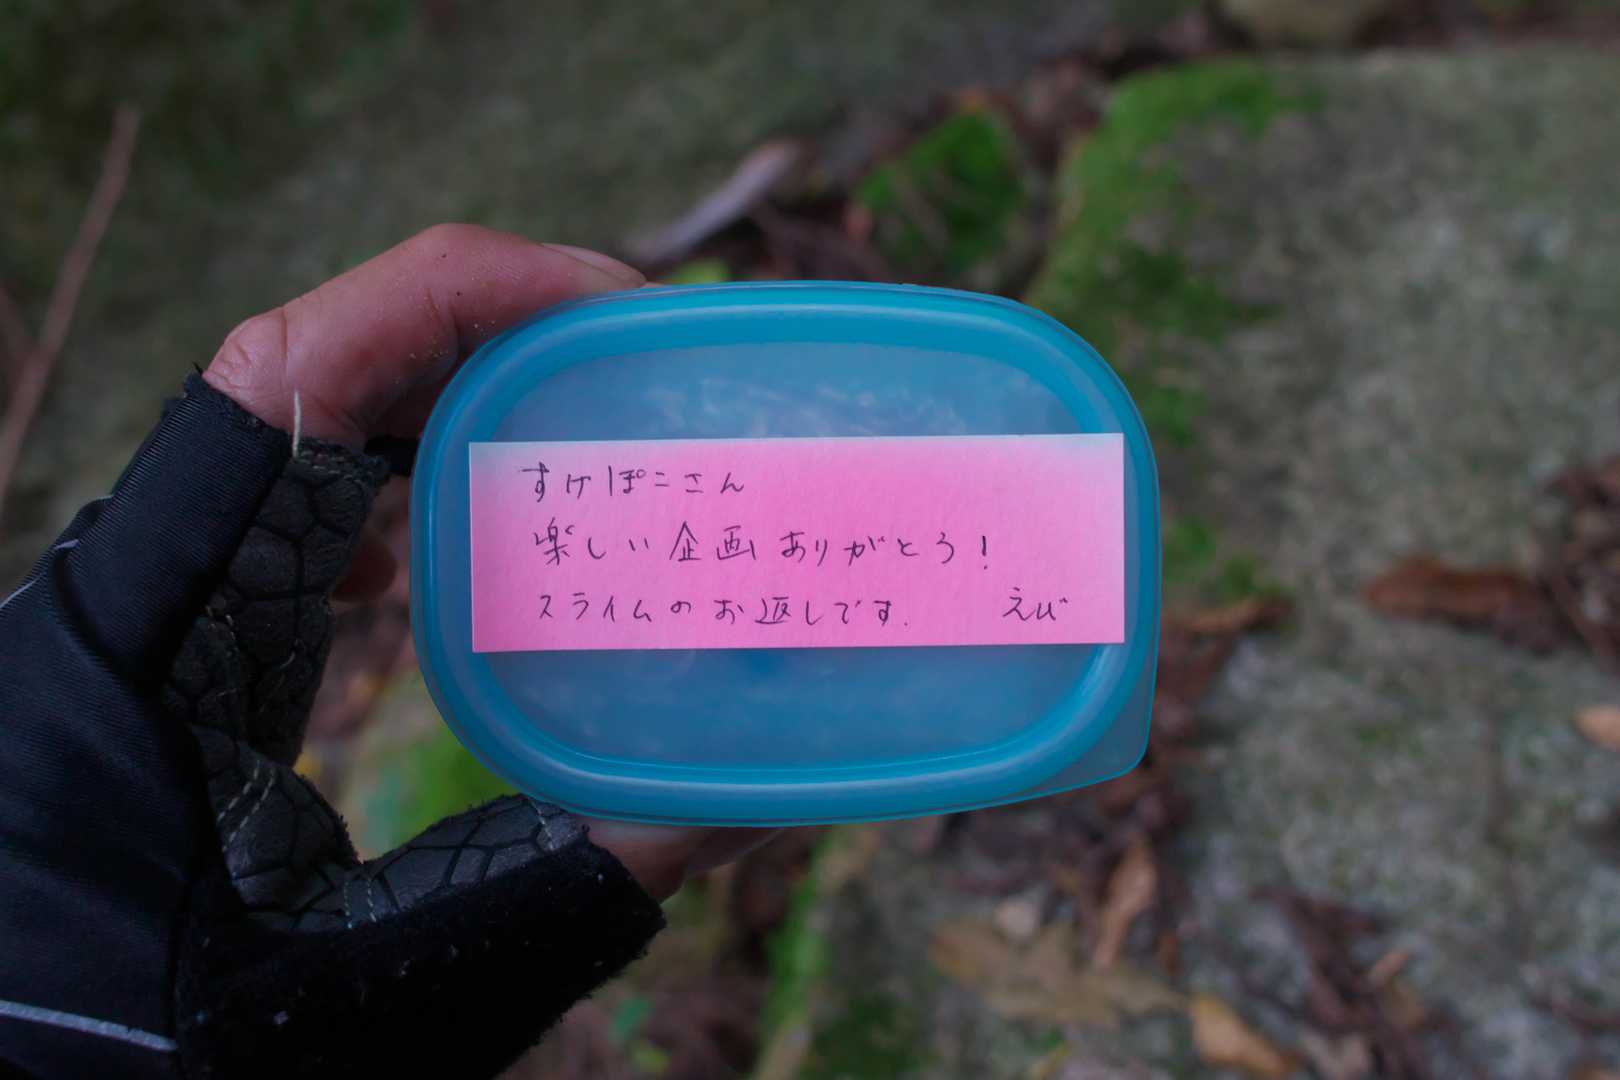 すけぽこさん
楽しい企画ありがとう!
スライムのお返しです. えび